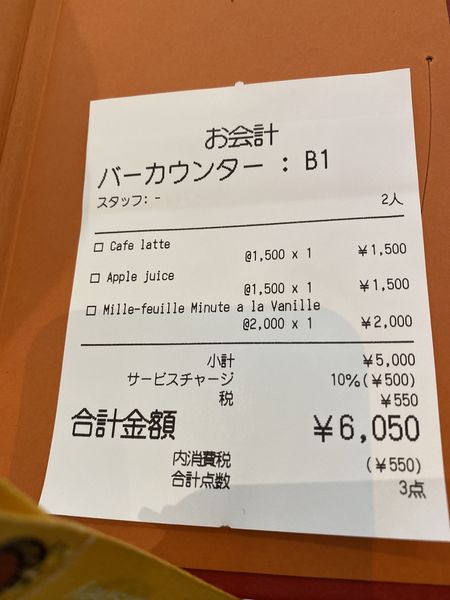 お会計
バーカウンター : B1
スタッフ: -
2人
□ Cafe latte
@1,500 x 1 ¥1,500
□ Apple juice
@1,500 x 1 ¥1,500
□ Mille-feuille Minute a la Vanille
@2,000 x 1 ¥2,000
小計 ¥5,000
サービスチャージ 10%(¥500)
税 ¥550
合計金額 ¥6,050
内消費税 (¥550)
合計点数 3点